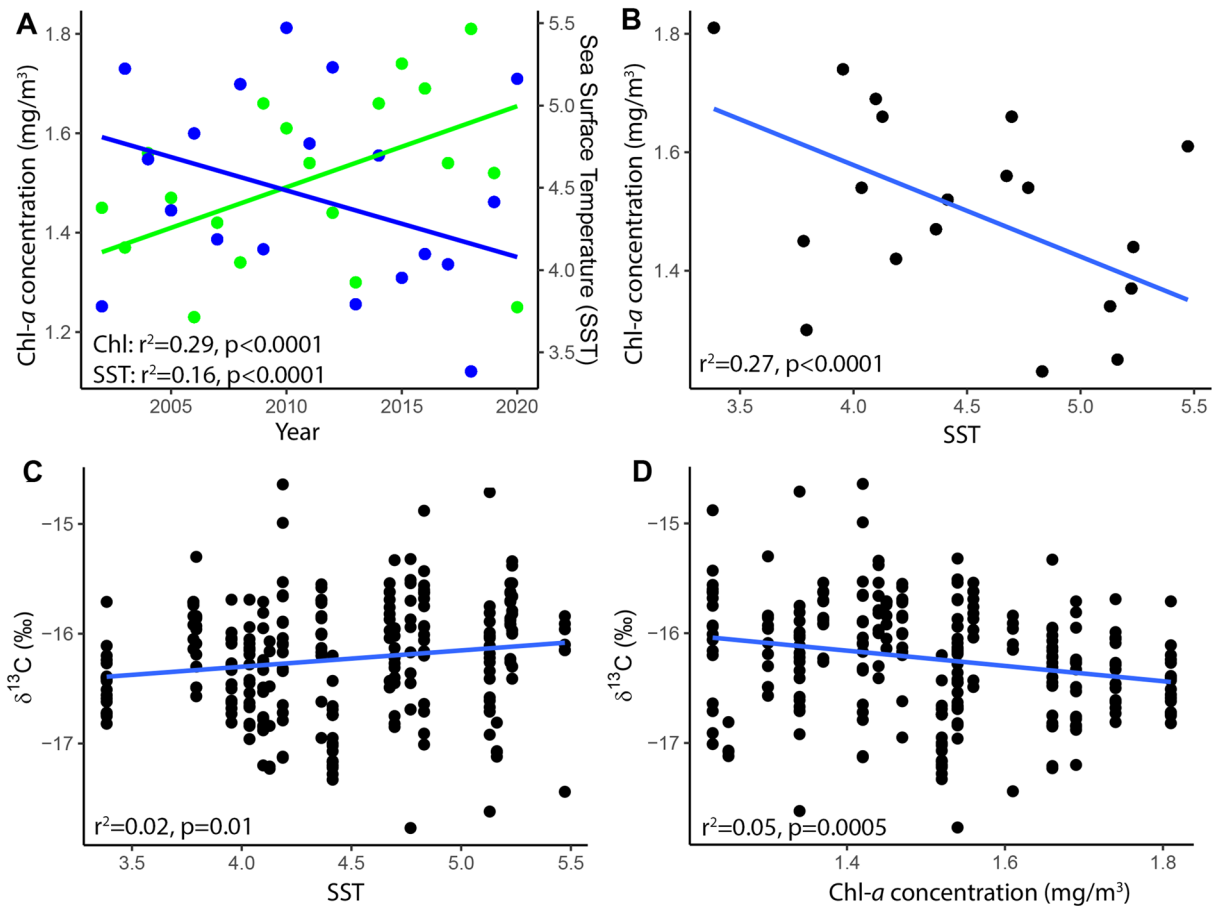 A
B
Chl-a concentration (mg/m³)
1.8
1.6
1.4
1.2
5.5
5.0
4.5
4.0
3.5
Sea Surface Temperature (SST)
Chl: r²=0.29, p<0.0001
SST: r²=0.16, p<0.0001
2005 2010 2015 2020
Year
Chl-a concentration (mg/m³)
1.8
1.6
1.4
r²=0.27, p<0.0001
3.5 4.0 4.5 5.0 5.5
SST
C
D
δ¹³C (‰)
−15
−16
−17
r²=0.02, p=0.01
3.5 4.0 4.5 5.0 5.5
SST
δ¹³C (‰)
−15
−16
−17
r²=0.05, p=0.0005
1.4 1.6 1.8
Chl-a concentration (mg/m³)